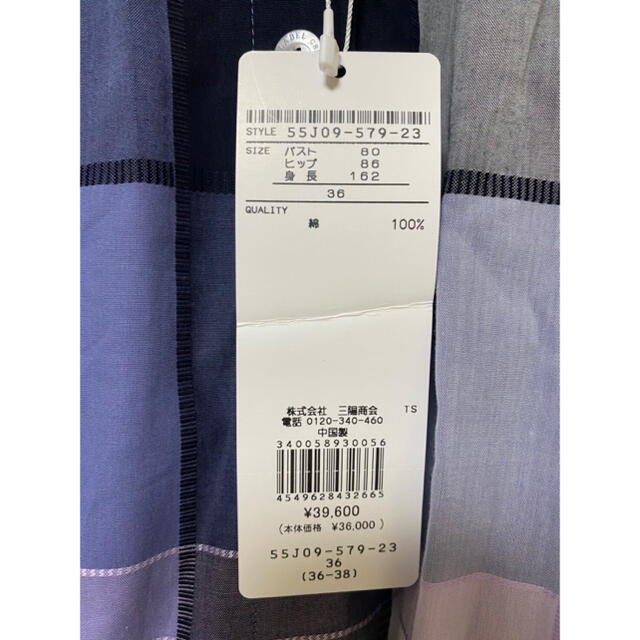 STYLE 55J09-579-23
SIZE バスト 80
ヒップ 86
身長 162
36
QUALITY
綿 100%
株式会社 三陽商会 TS
電話 0120-340-460
中国製
340058930056
4549628432665
¥39,600
(本体価格 ¥36,000)
55J09-579-23
36
(36-38)